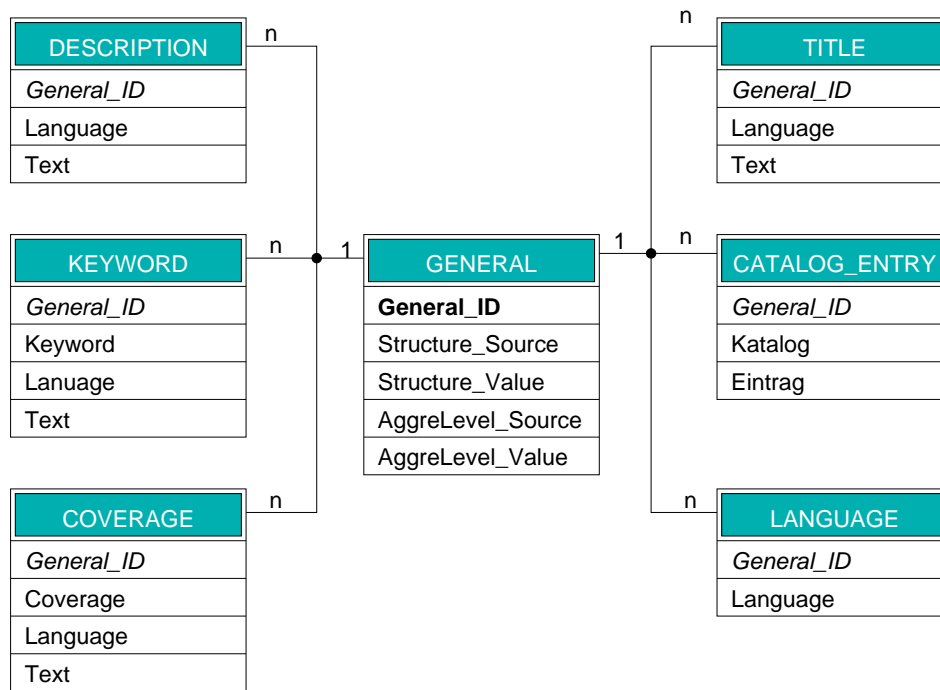 n
DESCRIPTION
General_ID
Language
Text
n
KEYWORD
General_ID
Keyword
Lanuage
Text
n
COVERAGE
General_ID
Coverage
Language
Text
1
GENERAL
General_ID
Structure_Source
Structure_Value
AggreLevel_Source
AggreLevel_Value
1
n
TITLE
General_ID
Language
Text
n
CATALOG_ENTRY
General_ID
Katalog
Eintrag
n
LANGUAGE
General_ID
Language